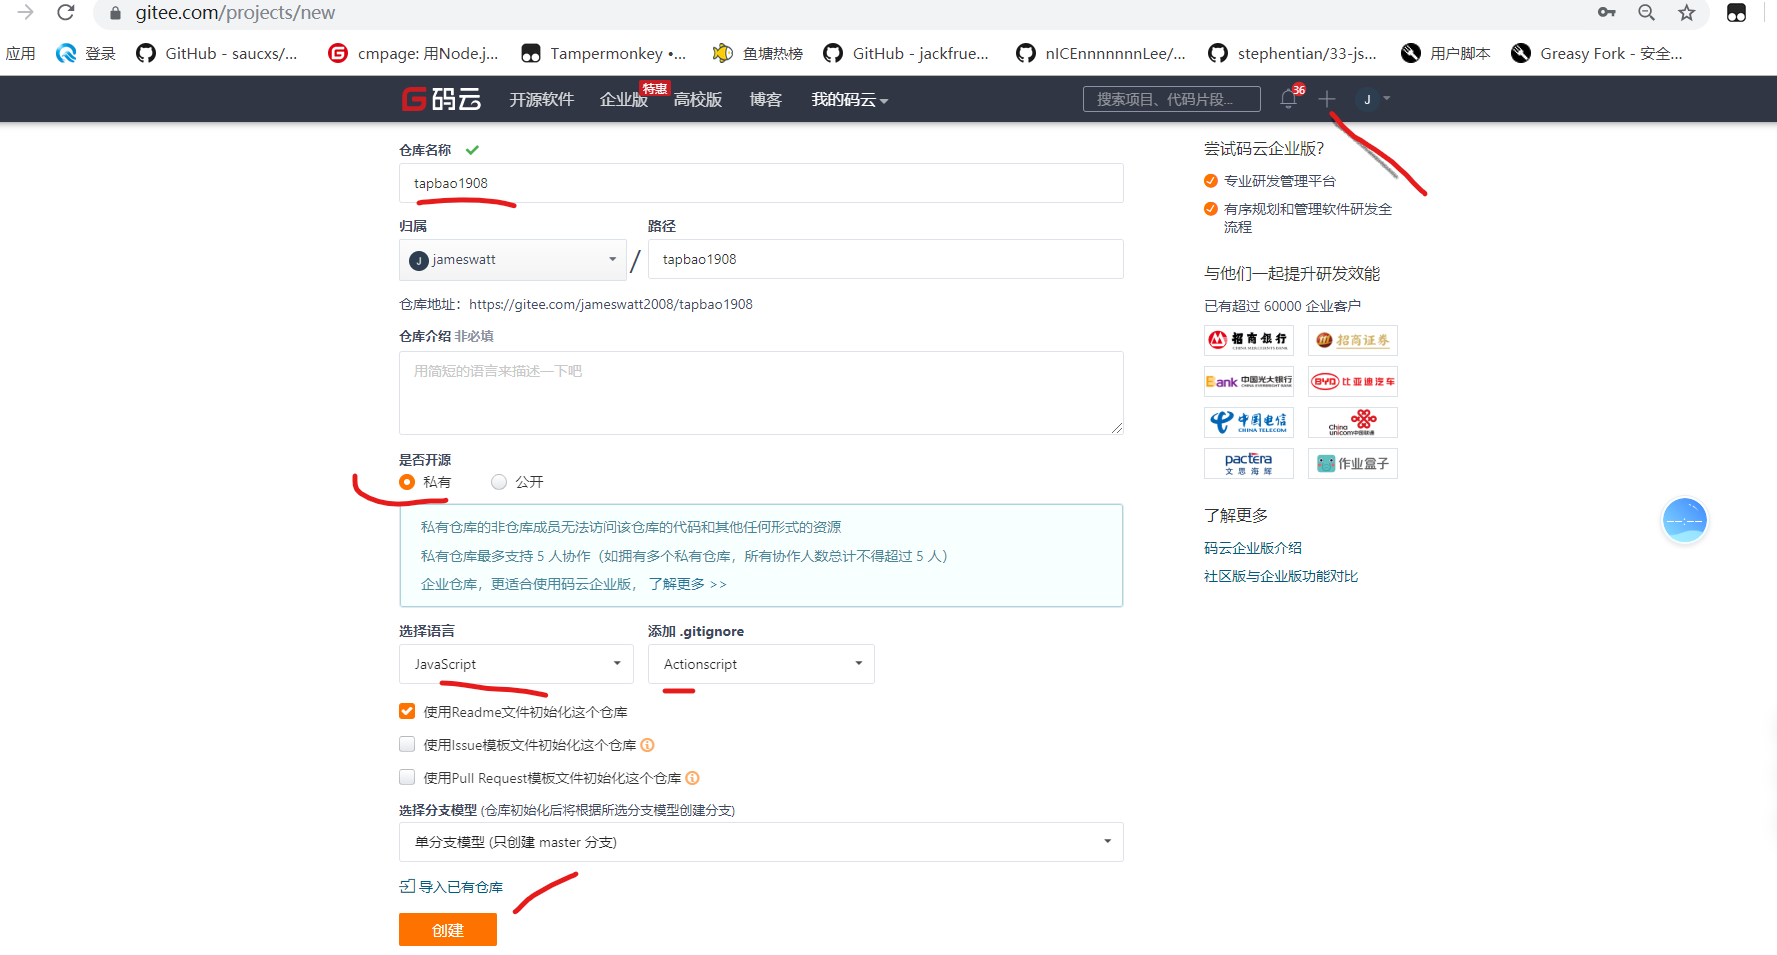 gitee.com/projects/new
应用 登录 GitHub - saucxs/... cmpage: 用Node.j... Tampermonkey •... 鱼塘热榜 GitHub - jackfrue... nICEnnnnnnnLee/... stephentian/33-js... 用户脚本 Greasy Fork - 安全...
G 码云 开源软件 企业版 特惠 高校版 博客 我的码云 搜索项目、代码片段... 36 J
仓库名称
tapbao1908
归属 路径
J jameswatt / tapbao1908
仓库地址：https://gitee.com/jameswatt2008/tapbao1908
仓库介绍 非必填
用简短的语言来描述一下吧
是否开源
私有 公开
私有仓库的非仓库成员无法访问该仓库的代码和其他任何形式的资源
私有仓库最多支持 5 人协作（如拥有多个私有仓库，所有协作人数总计不得超过 5 人）
企业仓库，更适合使用码云企业版， 了解更多 >>
选择语言 添加 .gitignore
JavaScript Actionscript
使用Readme文件初始化这个仓库
使用Issue模板文件初始化这个仓库
使用Pull Request模板文件初始化这个仓库
选择分支模型 (仓库初始化后将根据所选分支模型创建分支)
单分支模型 (只创建 master 分支)
导入已有仓库
创建
尝试码云企业版?
专业研发管理平台
有序规划和管理软件研发全
流程
与他们一起提升研发效能
已有超过 60000 企业客户
招商银行 招商证券
CHINA MERCHANTS BANK
Bank 中国光大银行 BYD 比亚迪汽车
CHINA EVERBRIGHT BANK
中国电信 China
CHINA TELECOM unicom中国联通
pactera 作业盒子
文思海辉
了解更多
码云企业版介绍
社区版与企业版功能对比
--:--